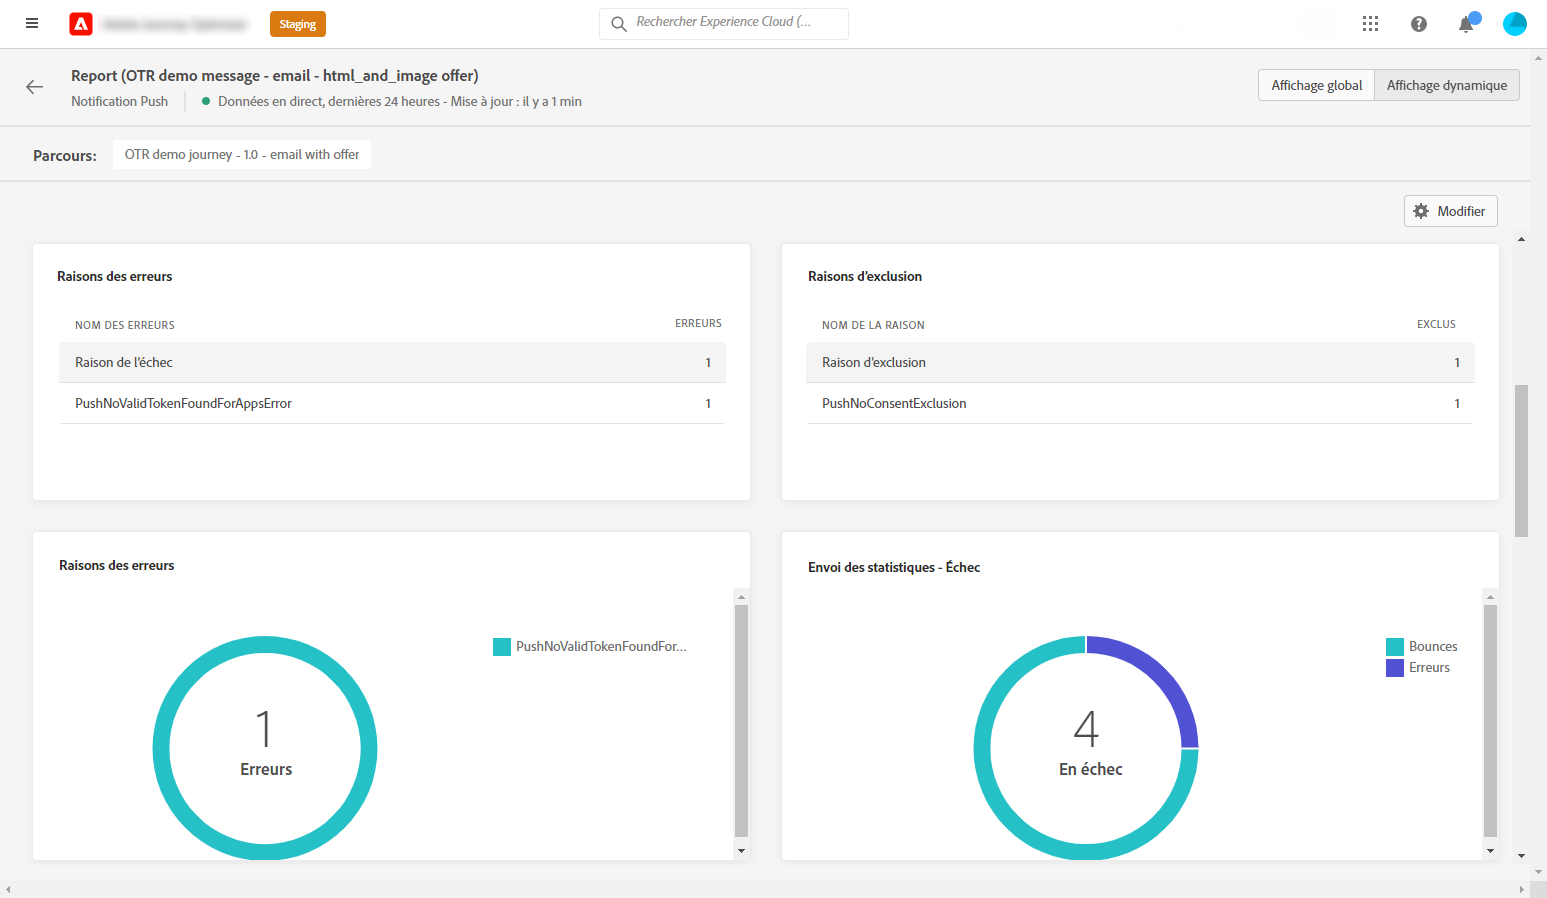 Staging
Rechercher Experience Cloud (...
Report (OTR demo message - email - html_and_image offer)
Notification Push
Données en direct, dernières 24 heures - Mise à jour : il y a 1 min
Affichage global
Affichage dynamique
Parcours:
OTR demo journey - 1.0 - email with offer
Modifier
Raisons des erreurs
NOM DES ERREURS ERREURS
Raison de l'échec 1
PushNoValidTokenFoundForAppsError 1
Raisons d'exclusion
NOM DE LA RAISON EXCLUS
Raison d'exclusion 1
PushNoConsentExclusion 1
Raisons des erreurs
1
Erreurs
PushNoValidTokenFoundFor...
Envoi des statistiques - Échec
4
En échec
Bounces
Erreurs